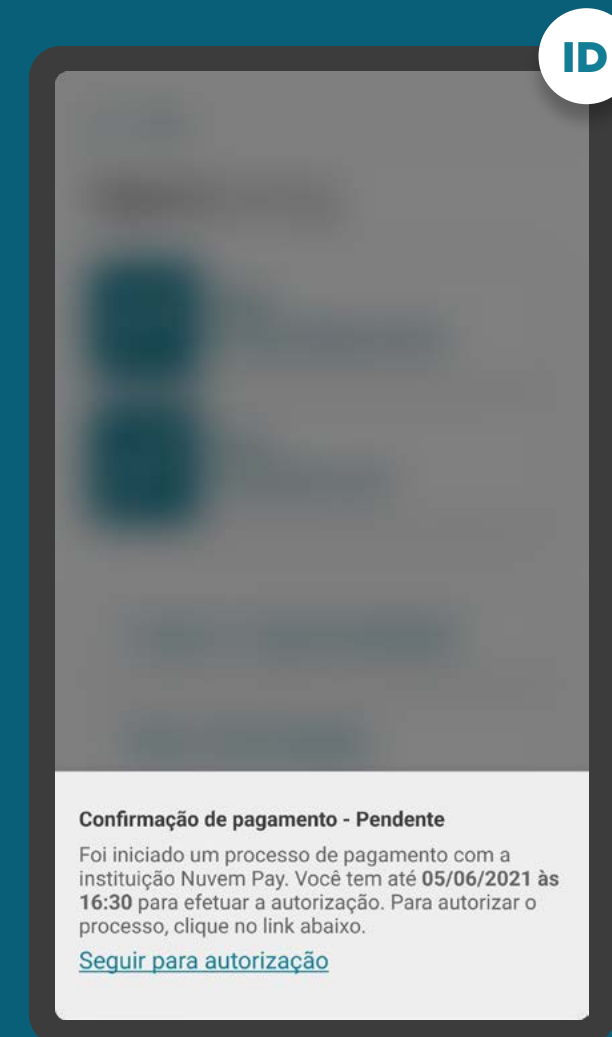 ID
Confirmação de pagamento - Pendente
Foi iniciado um processo de pagamento com a
instituição Nuvem Pay. Você tem até 05/06/2021 às
16:30 para efetuar a autorização. Para autorizar o
processo, clique no link abaixo.
Seguir para autorização